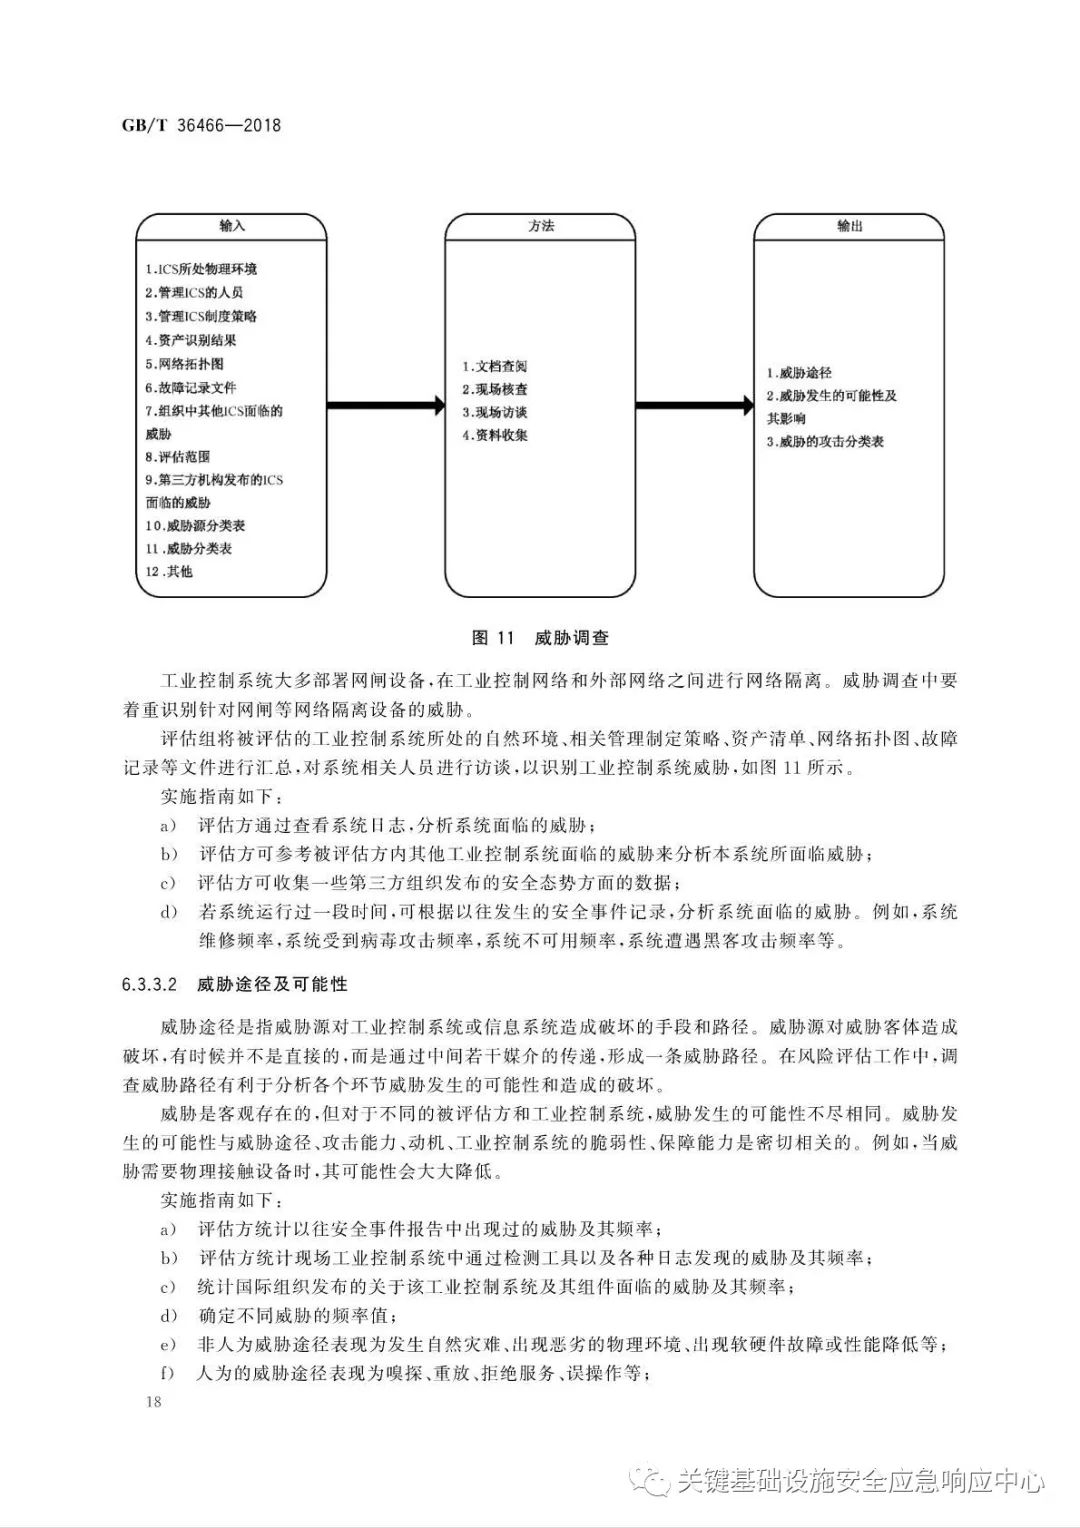 GB/T 36466—2018
输入
1.ICS所处物理环境
2.管理ICS的人员
3.管理ICS制度策略
4.资产识别结果
5.网络拓扑图
6.故障记录文件
7.组织中其他ICS面临的
威胁
8.评估范围
9.第三方机构发布的ICS
面临的威胁
10.威胁源分类表
11.威胁分类表
12.其他
方法
1.文档查阅
2.现场核查
3.现场访谈
4.资料收集
输出
1.威胁途径
2.威胁发生的可能性及
其影响
3.威胁的攻击分类表
图 11 威胁调查
工业控制系统大多部署网闸设备,在工业控制网络和外部网络之间进行网络隔离。威胁调查中要
着重识别针对网闸等网络隔离设备的威胁。
评估组将被评估的工业控制系统所处的自然环境、相关管理制定策略、资产清单、网络拓扑图、故障
记录等文件进行汇总,对系统相关人员进行访谈,以识别工业控制系统威胁,如图 11 所示。
实施指南如下:
a) 评估方通过查看系统日志,分析系统面临的威胁;
b) 评估方可参考被评估方内其他工业控制系统面临的威胁来分析本系统所面临威胁;
c) 评估方可收集一些第三方组织发布的安全态势方面的数据;
d) 若系统运行过一段时间,可根据以往发生的安全事件记录,分析系统面临的威胁。例如,系统
维修频率,系统受到病毒攻击频率,系统不可用频率,系统遭遇黑客攻击频率等。
6.3.3.2 威胁途径及可能性
威胁途径是指威胁源对工业控制系统或信息系统造成破坏的手段和路径。威胁源对威胁客体造成
破坏,有时候并不是直接的,而是通过中间若干媒介的传递,形成一条威胁路径。在风险评估工作中,调
查威胁路径有利于分析各个环节威胁发生的可能性和造成的破坏。
威胁是客观存在的,但对于不同的被评估方和工业控制系统,威胁发生的可能性不尽相同。威胁发
生的可能性与威胁途径、攻击能力、动机、工业控制系统的脆弱性、保障能力是密切相关的。例如,当威
胁需要物理接触设备时,其可能性会大大降低。
实施指南如下:
a) 评估方统计以往安全事件报告中出现过的威胁及其频率;
b) 评估方统计现场工业控制系统中通过检测工具以及各种日志发现的威胁及其频率;
c) 统计国际组织发布的关于该工业控制系统及其组件面临的威胁及其频率;
d) 确定不同威胁的频率值;
e) 非人为威胁途径表现为发生自然灾难、出现恶劣的物理环境、出现软硬件故障或性能降低等;
f) 人为的威胁途径表现为嗅探、重放、拒绝服务、误操作等;
18
关键基础设施安全应急响应中心